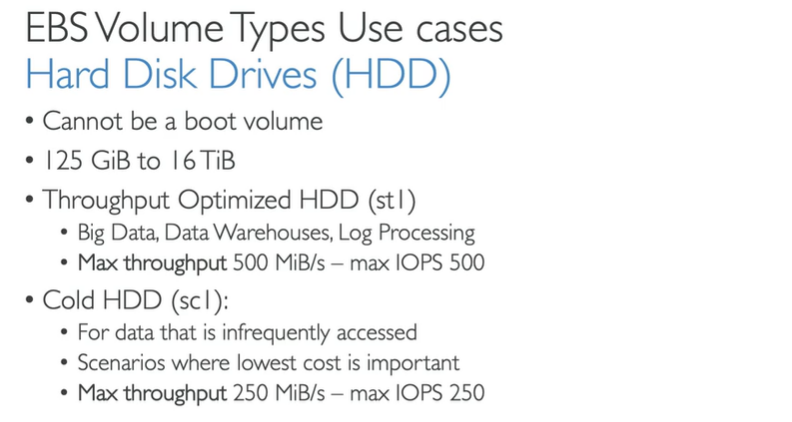 EBS Volume Types Use cases
Hard Disk Drives (HDD)
• Cannot be a boot volume
• 125 GiB to 16 TiB
• Throughput Optimized HDD (st1)
• Big Data, Data Warehouses, Log Processing
• Max throughput 500 MiB/s – max IOPS 500
• Cold HDD (sc1):
• For data that is infrequently accessed
• Scenarios where lowest cost is important
• Max throughput 250 MiB/s – max IOPS 250